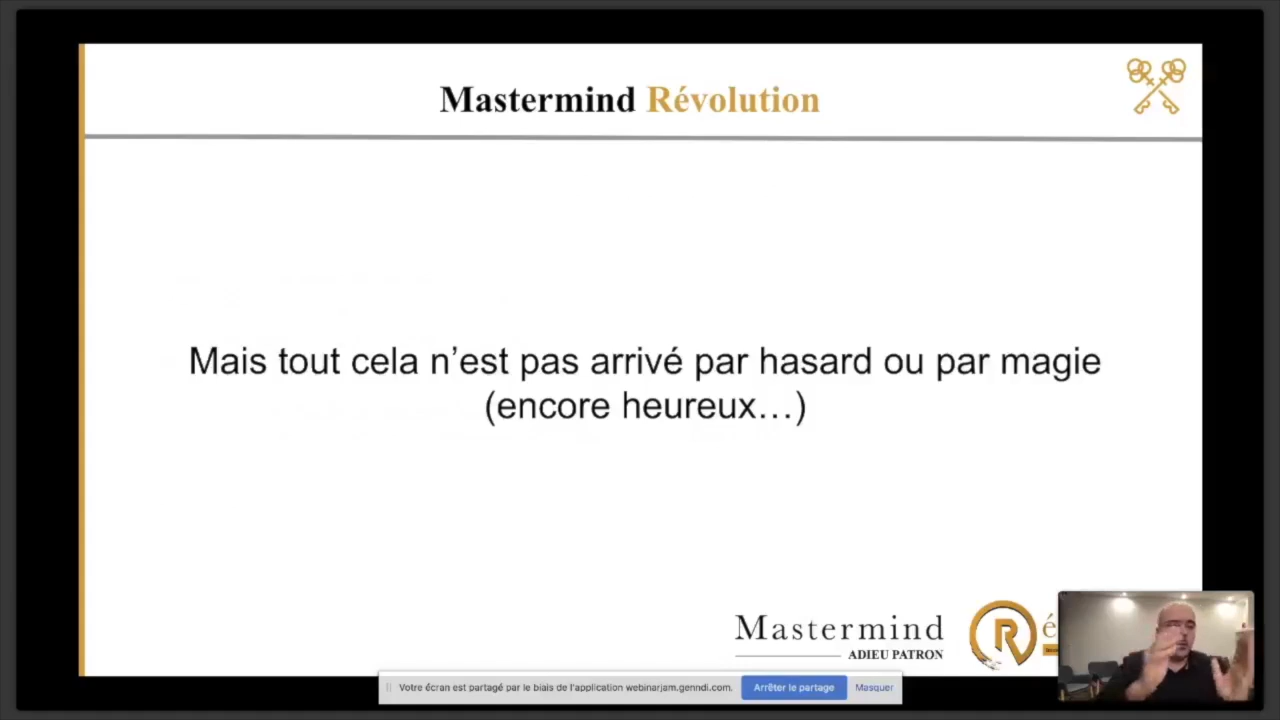 Mastermind Révolution
Mais tout cela n’est pas arrivé par hasard ou par magie
(encore heureux…)
Mastermind
ADIEU PATRON
R
é
Votre écran est partagé par le biais de l'application webinarjam.genndi.com.
Arrêter le partage
Masquer